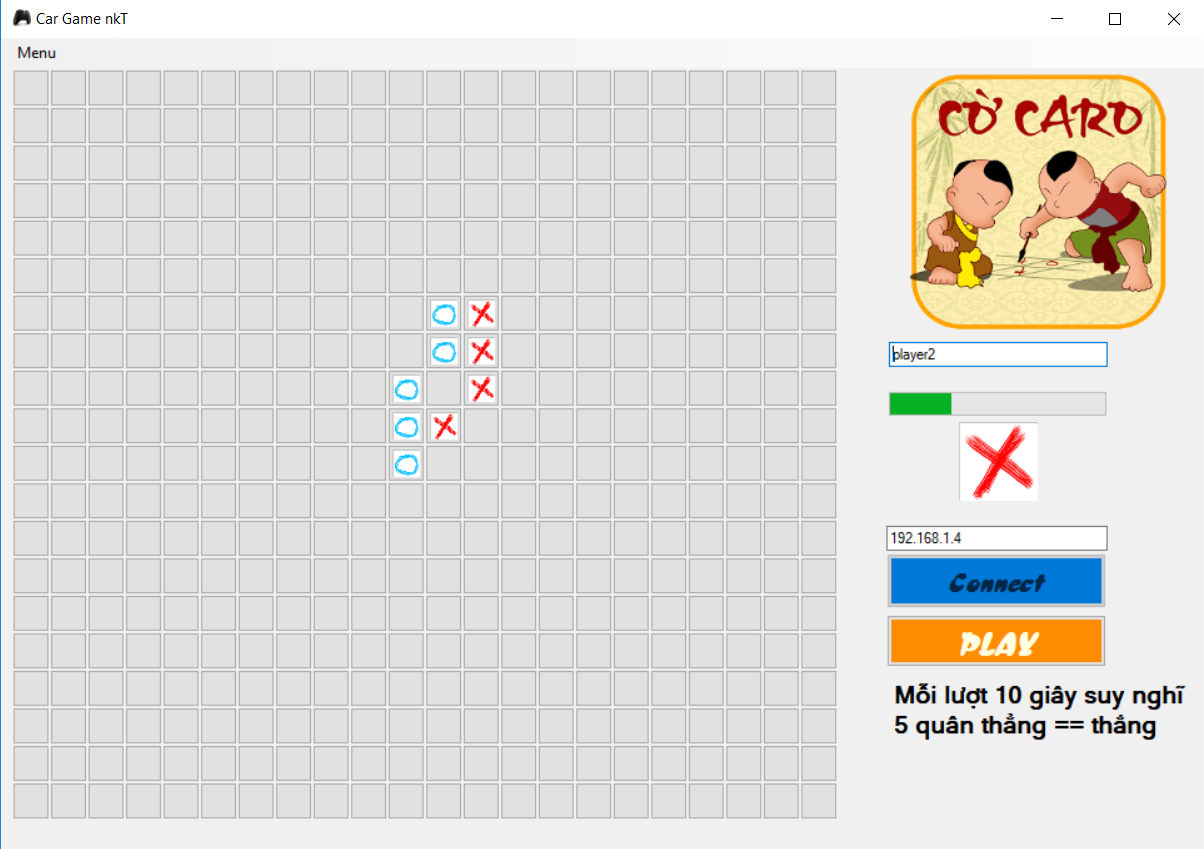 Car Game nkT
Menu
CỜ CARO
player2
192.168.1.4
Connect
PLAY
Mỗi lượt 10 giây suy nghĩ
5 quân thẳng == thắng